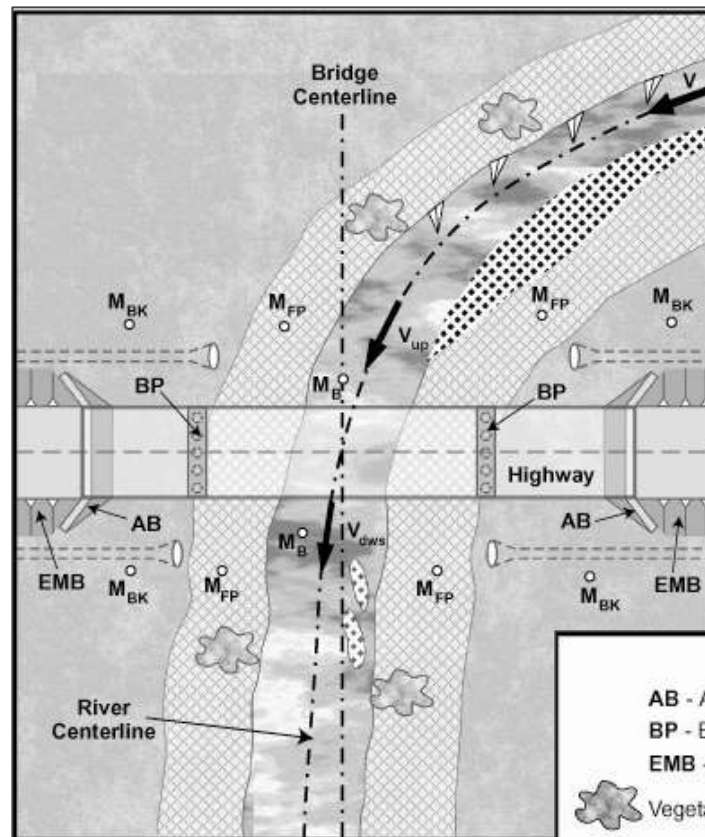 Bridge
Centerline
V
M_BK
M_FP
M_FP
M_BK
V_up
BP
M_B
BP
Highway
AB
V_dws
AB
M_B
EMB
M_BK
M_FP
M_FP
M_BK
EMB
River
Centerline
AB - A
BP - E
EMB -
Vegeta